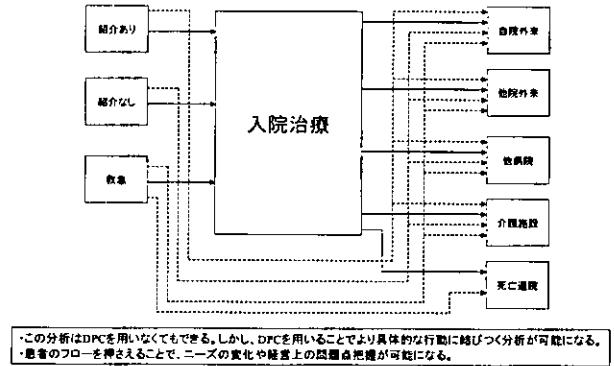 紹介あり
紹介なし
救急
入院治療
自院外来
他院外来
他病院
介護施設
死亡退院
・この分析はDPCを用いなくてもできる。しかし、DPCを用いることでより具体的な行動に結びつく分析が可能になる。
・患者のフローを押さえることで、ニーズの変化や経営上の問題点把握が可能になる。